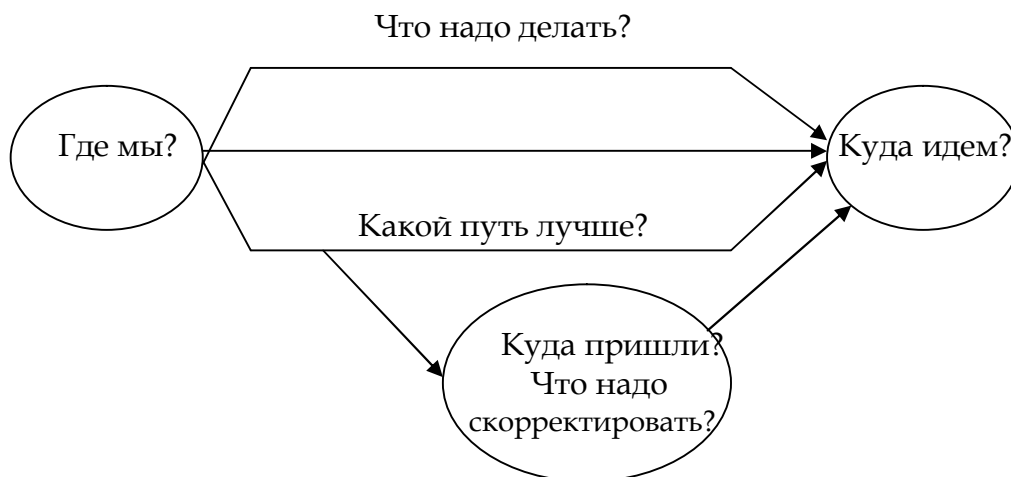 Что надо делать?
Где мы?
Куда идем?
Какой путь лучше?
Куда пришли?
Что надо
скорректировать?